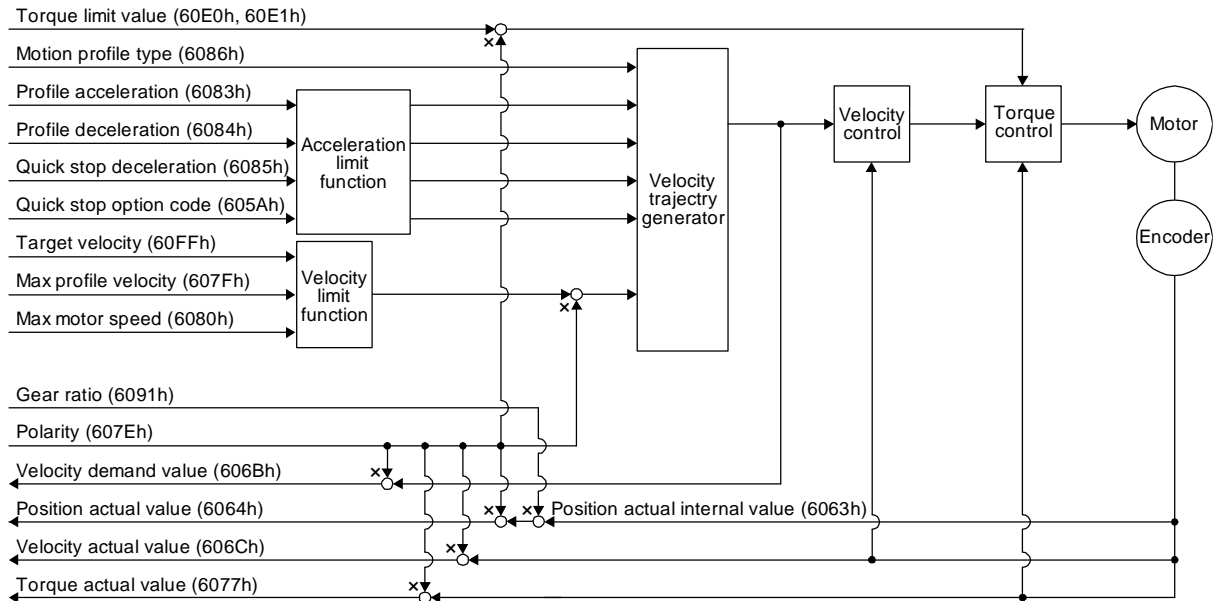 Torque limit value (60E0h, 60E1h)
×
Motion profile type (6086h)
Profile acceleration (6083h)
Profile deceleration (6084h)
Quick stop deceleration (6085h)
Quick stop option code (605Ah)
Acceleration
limit
function
Target velocity (60FFh)
Max profile velocity (607Fh)
Max motor speed (6080h)
Velocity
limit
function
×
Velocity
trajectry
generator
Velocity
control
Torque
control
Motor
Encoder
Gear ratio (6091h)
Polarity (607Eh)
Velocity demand value (606Bh)
×
Position actual value (6064h)
×
×
Position actual internal value (6063h)
Velocity actual value (606Ch)
×
Torque actual value (6077h)
×